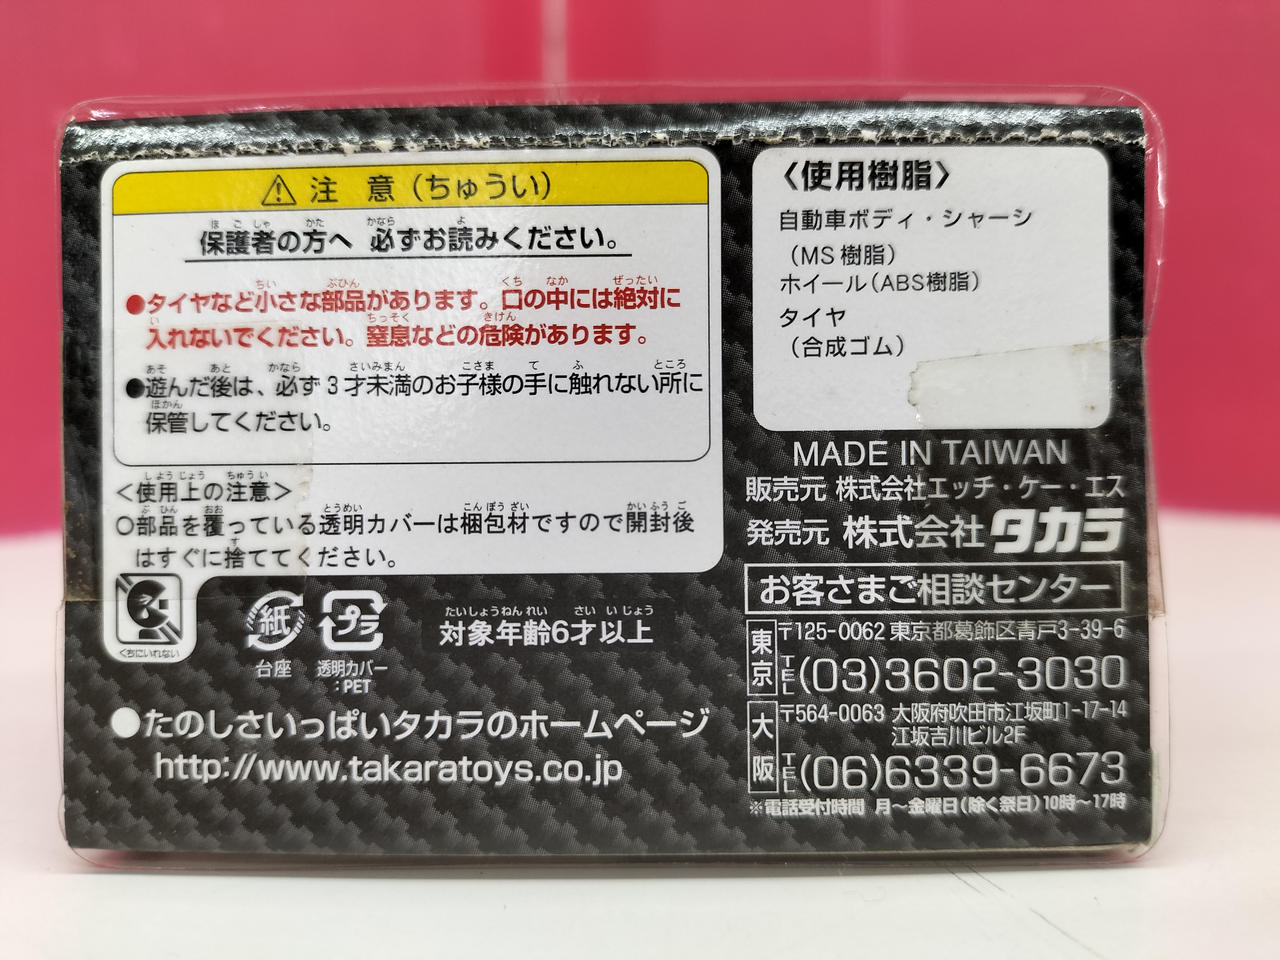 注 意（ちゅうい）
保護者の方へ 必ずお読みください。
●タイヤなど小さな部品があります。口の中には絶対に
入れないでください。窒息などの危険があります。
●遊んだ後は、必ず3才未満のお子様の手に触れない所に
保管してください。
＜使用上の注意＞
○部品を覆っている透明カバーは梱包材ですので開封後
はすぐに捨ててください。
くちにいれない
紙
台座
プラ
透明カバー
：PET
対象年齢6才以上
●たのしさいっぱいタカラのホームページ
http://www.takaratoys.co.jp
〈使用樹脂〉
自動車ボディ・シャーシ
（MS樹脂）
ホイール（ABS樹脂）
タイヤ
（合成ゴム）
MADE IN TAIWAN
販売元 株式会社エッチ・ケー・エス
発売元 株式会社タカラ
お客さまご相談センター
東京 〒125-0062 東京都葛飾区青戸3-39-6
TEL(03)3602-3030
大阪 〒564-0063 大阪府吹田市江坂町1-17-14
江坂吉川ビル2F
TEL(06)6339-6673
※電話受付時間 月～金曜日（除く祭日）10時～17時